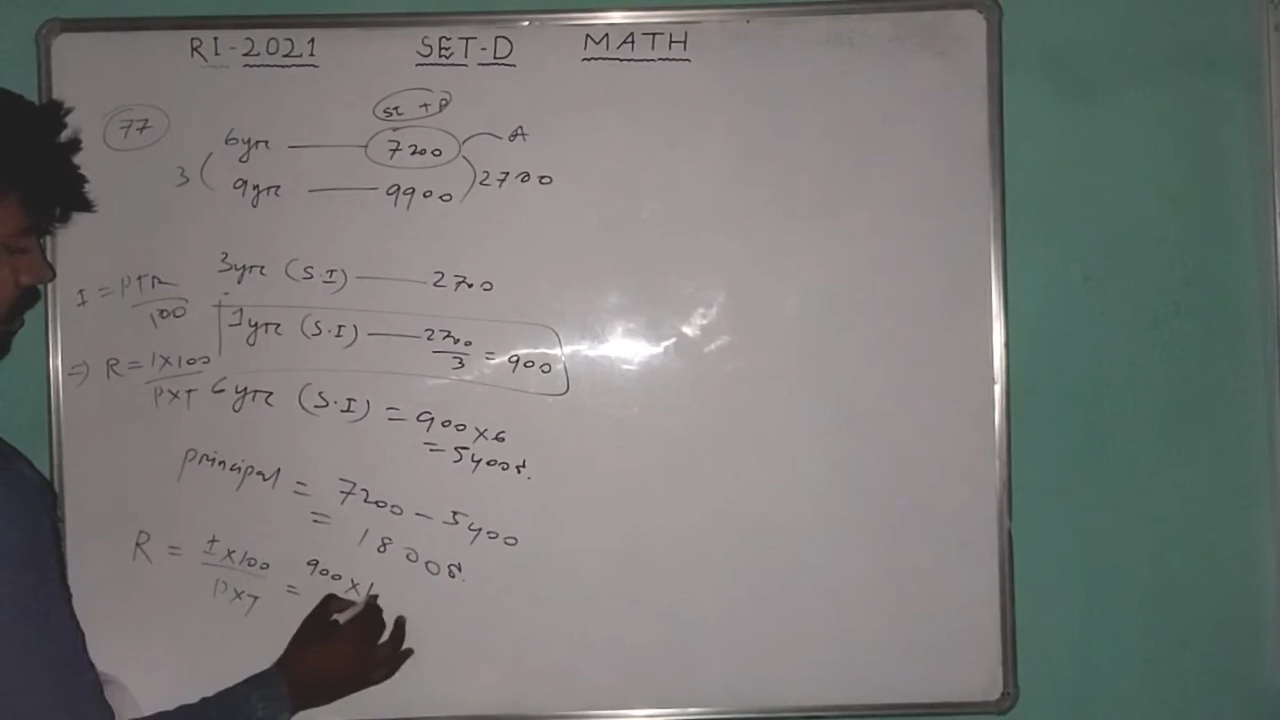 RI-2021 SET-D MATH
77
SI + P
6yr 7200 A
3 9yr 9900 2700
3yr (S.I) 2700
I = PTR/100
1yr (S.I) 2700/3 = 900
⇒ R = I×100/P×T
6yr (S.I) = 900×6
= 5400
principal = 7200 - 5400
= 1800
R = I×100/P×T = 900×1